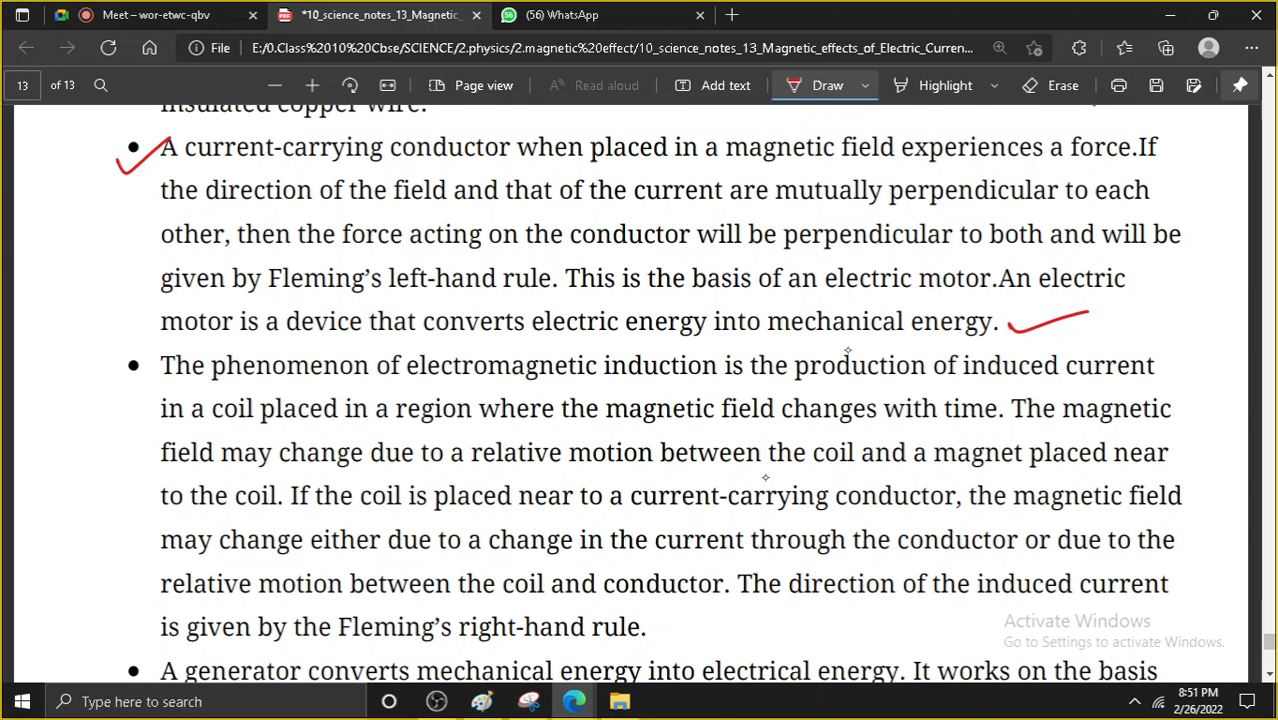 Meet – wor-etwc-qbv
*10_science_notes_13_Magnetic_
(56) WhatsApp
File E:/0.Class%2010%20Cbse/SCIENCE/2.physics/2.magnetic%20effect/10_science_notes_13_Magnetic_effects_of_Electric_Curren...
13 of 13 Page view Read aloud Add text Draw Highlight Erase
insulated copper wire.
A current-carrying conductor when placed in a magnetic field experiences a force.If
the direction of the field and that of the current are mutually perpendicular to each
other, then the force acting on the conductor will be perpendicular to both and will be
given by Fleming’s left-hand rule. This is the basis of an electric motor.An electric
motor is a device that converts electric energy into mechanical energy.
The phenomenon of electromagnetic induction is the production of induced current
in a coil placed in a region where the magnetic field changes with time. The magnetic
field may change due to a relative motion between the coil and a magnet placed near
to the coil. If the coil is placed near to a current-carrying conductor, the magnetic field
may change either due to a change in the current through the conductor or due to the
relative motion between the coil and conductor. The direction of the induced current
is given by the Fleming’s right-hand rule.
A generator converts mechanical energy into electrical energy. It works on the basis
Activate Windows
Go to Settings to activate Windows.
Type here to search
8:51 PM
2/26/2022